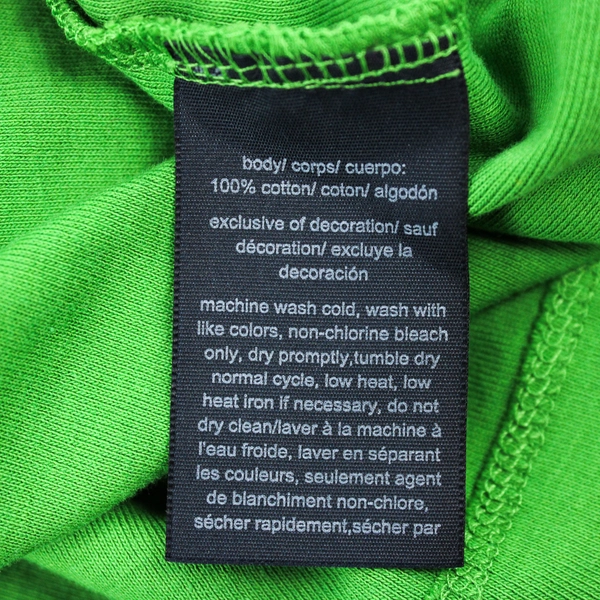 body/ corps/ cuerpo:
100% cotton/ coton/ algodón
exclusive of decoration/ sauf
décoration/ excluye la
decoración
machine wash cold, wash with
like colors, non-chlorine bleach
only, dry promptly,tumble dry
normal cycle, low heat, low
heat iron if necessary, do not
dry clean/laver à la machine à
l'eau froide, laver en séparant
les couleurs, seulement agent
de blanchiment non-chlore,
sécher rapidement,sécher par